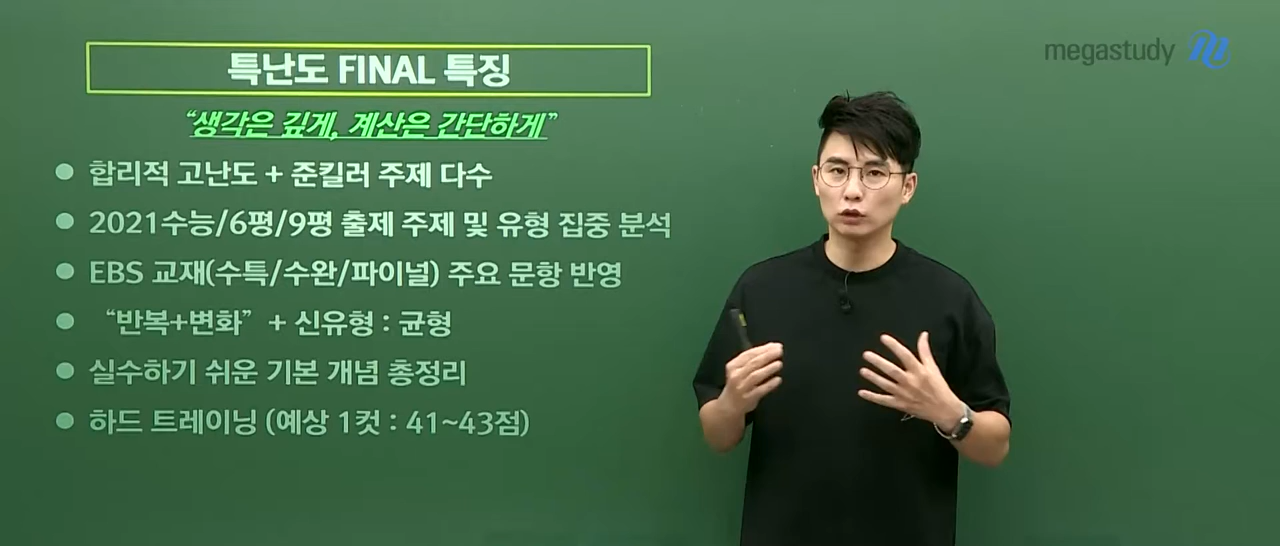 megastudy
특난도 FINAL 특징
“생각은 깊게, 계산은 간단하게”
● 합리적 고난도 + 준킬러 주제 다수
● 2021수능/6평/9평 출제 주제 및 유형 집중 분석
● EBS 교재(수특/수완/파이널) 주요 문항 반영
● “반복+변화” + 신유형 : 균형
● 실수하기 쉬운 기본 개념 총정리
● 하드 트레이닝 (예상 1컷 : 41~43점)